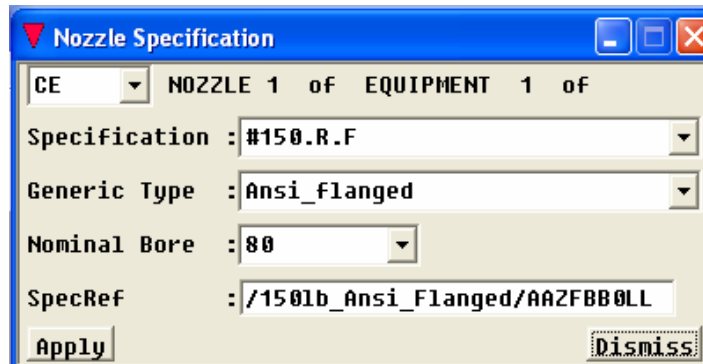 Nozzle Specification
CE NOZZLE 1 of EQUIPMENT 1 of
Specification : #150.R.F
Generic Type : Ansi_flanged
Nominal Bore : 80
SpecRef : /150lb_Ansi_Flanged/AAZFBB0LL
Apply Dismiss